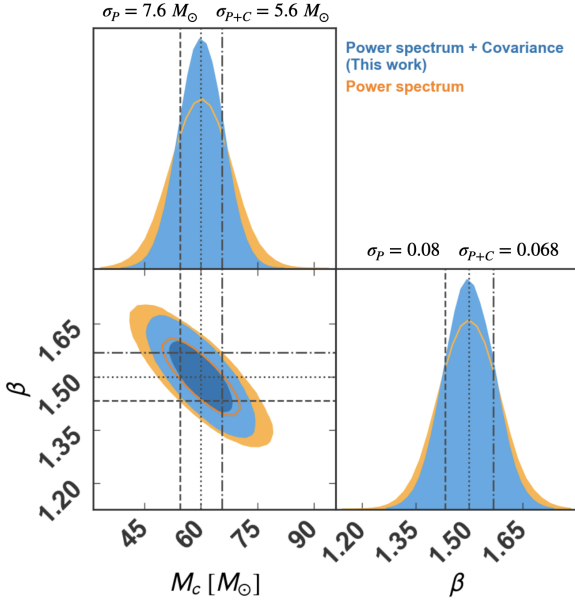 σ_P = 7.6 M_⊙ σ_{P+C} = 5.6 M_⊙
Power spectrum + Covariance
(This work)
Power spectrum
σ_P = 0.08 σ_{P+C} = 0.068
β
1.65
1.50
1.35
1.20
45 60 75 90
1.20 1.35 1.50 1.65
M_c [M_⊙]
β